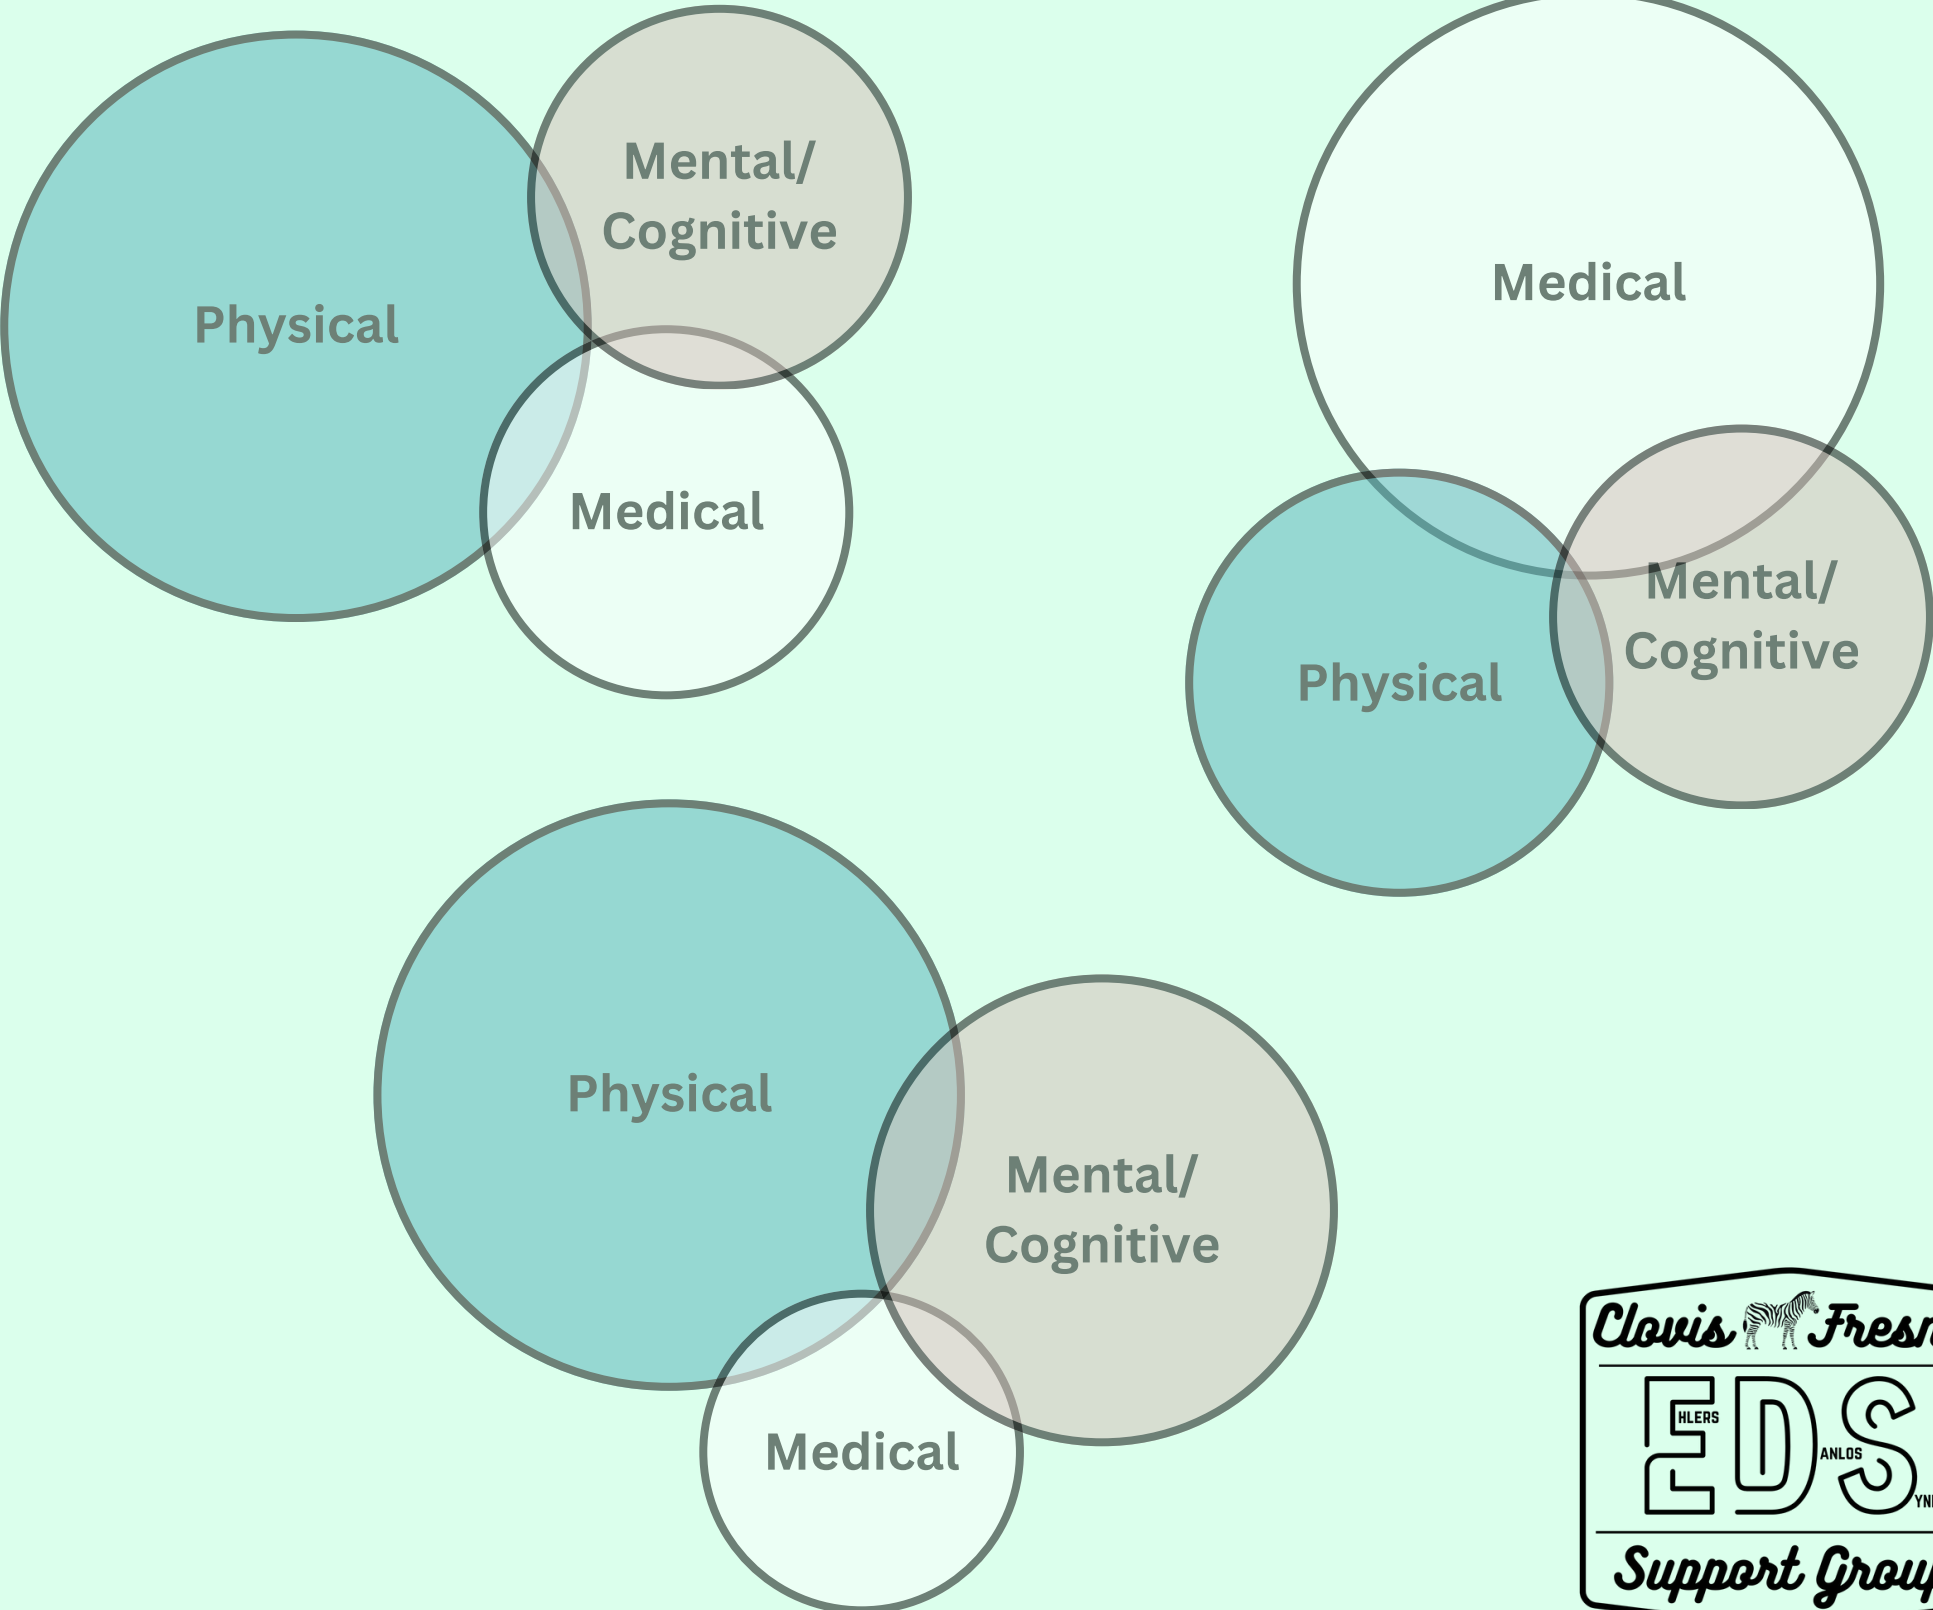 Mental/
Cognitive
Physical
Medical
Medical
Mental/
Cognitive
Physical
Physical
Mental/
Cognitive
Medical
Clovis
EDS
HLERS
ANLOS
Support